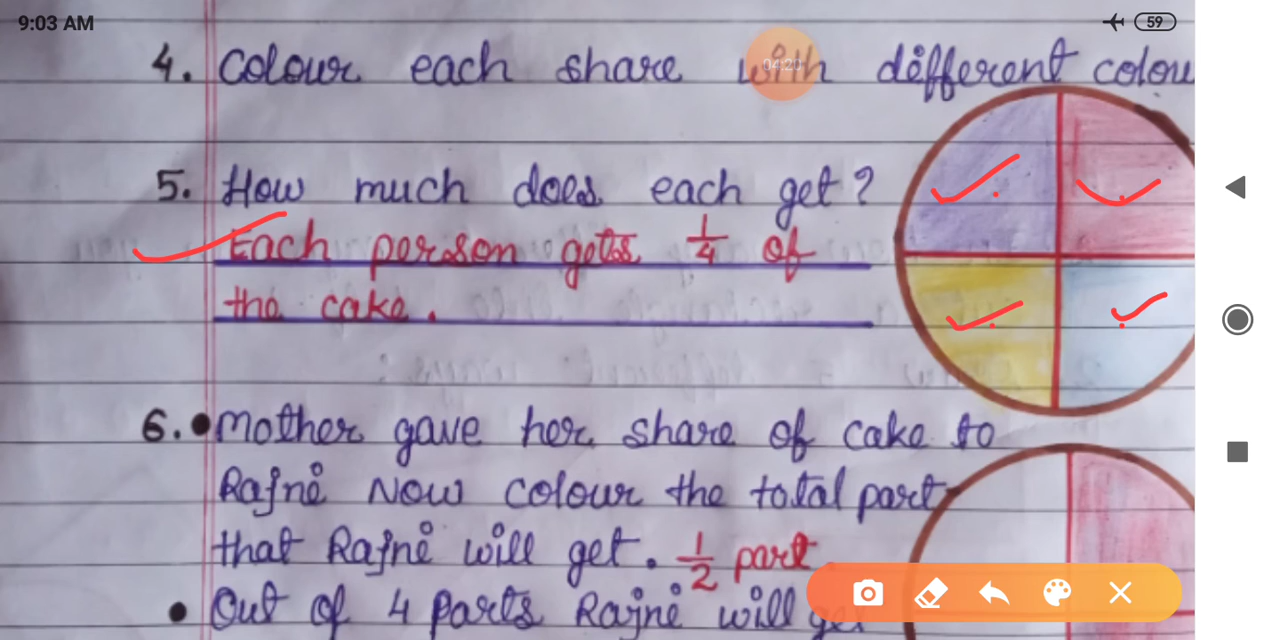 9:03 AM
59
4. Colour each share with different colou
04:20
5. How much does each get?
Each person gets 1/4 of
the cake.
6. • Mother gave her share of cake to
Rajni Now colour the total part
that Rajni will get. 1/2 part
• Out of 4 parts Rajni will get